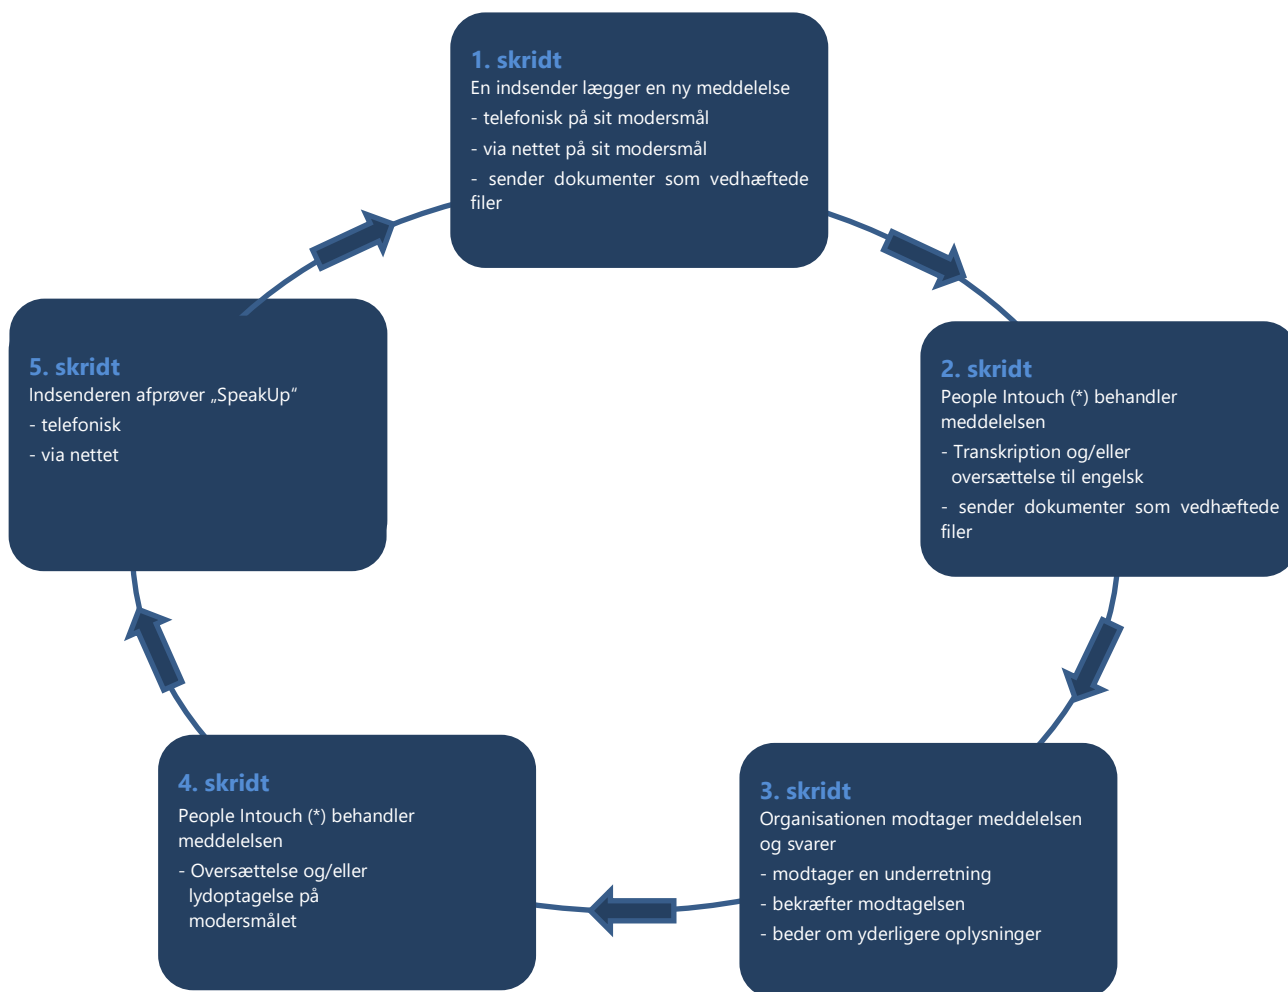 1. skridt
En indsender lægger en ny meddelelse
- telefonisk på sit modersmål
- via nettet på sit modersmål
- sender dokumenter som vedhæftede
filer
2. skridt
People Intouch (*) behandler
meddelelsen
- Transkription og/eller
oversættelse til engelsk
- sender dokumenter som vedhæftede
filer
3. skridt
Organisationen modtager meddelelsen
og svarer
- modtager en underretning
- bekræfter modtagelsen
- beder om yderligere oplysninger
4. skridt
People Intouch (*) behandler
meddelelsen
- Oversættelse og/eller
lydoptagelse på
modersmålet
5. skridt
Indsenderen afprøver „SpeakUp“
- telefonisk
- via nettet